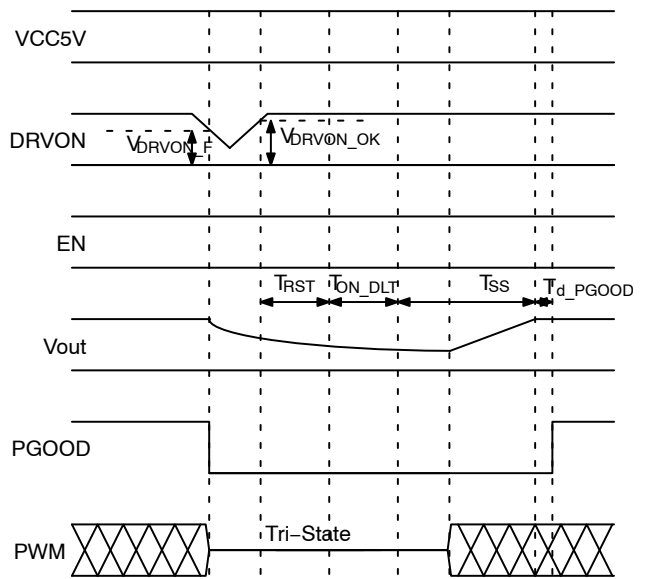 VCC5V
DRVON
VDRVON_F
VDRVON_OK
EN
TRST
TON_DLT
TSS
Td_PGOOD
Vout
PGOOD
Tri−State
PWM